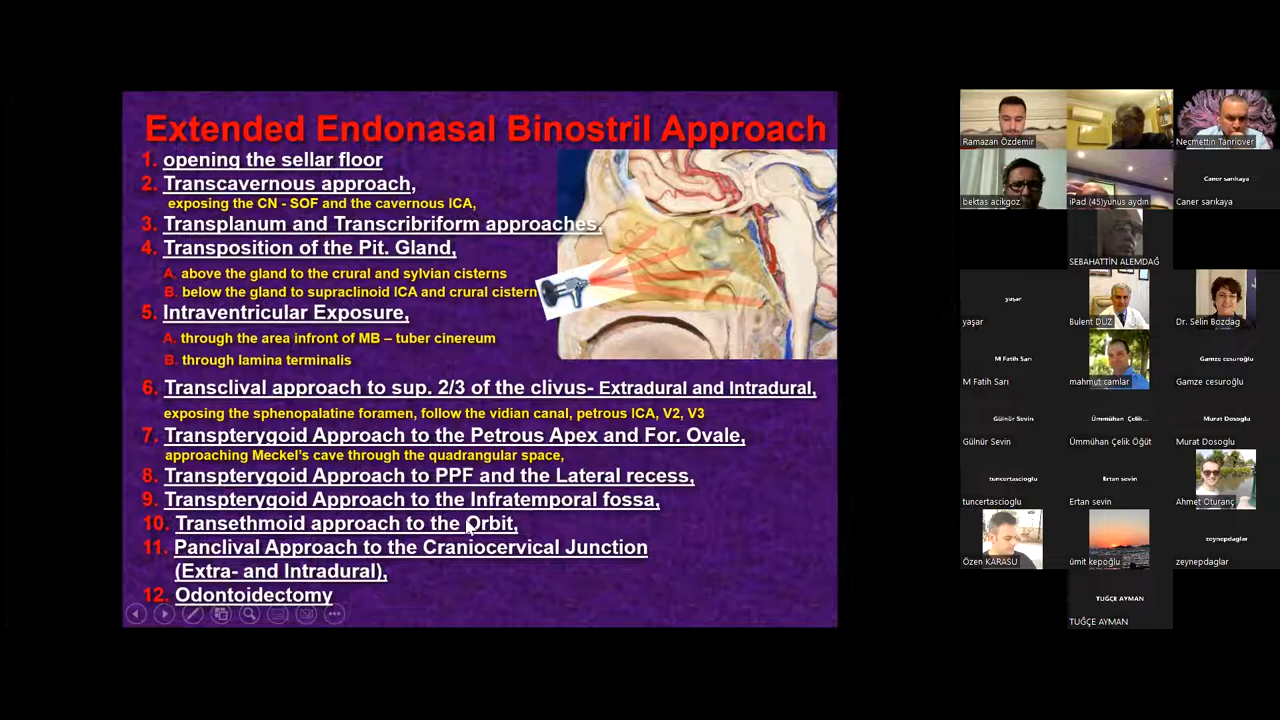 Extended Endonasal Binostril Approach
1. opening the sellar floor
2. Transcavernous approach,
exposing the CN - SOF and the cavernous ICA,
3. Transplanum and Transcribriform approaches,
4. Transposition of the Pit. Gland,
A. above the gland to the crural and sylvian cisterns
B. below the gland to supraclinoid ICA and crural cistern
5. Intraventricular Exposure,
A. through the area infront of MB – tuber cinereum
B. through lamina terminalis
6. Transclival approach to sup. 2/3 of the clivus- Extradural and Intradural,
exposing the sphenopalatine foramen, follow the vidian canal, petrous ICA, V2, V3
7. Transpterygoid Approach to the Petrous Apex and For. Ovale,
approaching Meckel's cave through the quadrangular space,
8. Transpterygoid Approach to PPF and the Lateral recess,
9. Transpterygoid Approach to the Infratemporal fossa,
10. Transethmoid approach to the Orbit,
11. Panclival Approach to the Craniocervical Junction
(Extra- and Intradural),
12. Odontoidectomy
Ramazan Özdemir
Necmettin Tanrıover
Caner sarıkaya
bektas acikgoz
iPad (45)yunus aydın
Caner sarıkaya
SEBAHATTİN ALEMDAĞ
yaşar
yaşar
Bulent DÜZ
Dr. Selin Bozdag
M Fatih Sarı
Gamze cesuroğlu
M Fatih Sarı
mahmut camlar
Gamze cesuroğlu
Gülnür Sevin
Ümmühan Çelik...
Murat Dosoglu
Gülnür Sevin
Ümmühan Çelik Öğüt
Murat Dosoglu
tuncertascioglu
Ertan sevin
tuncertascioglu
Ertan sevin
Ahmet Oturanç
zeynepdaglar
Özen KARASU
ümit kepoğlu
zeynepdaglar
TUĞÇE AYMAN
TUĞÇE AYMAN